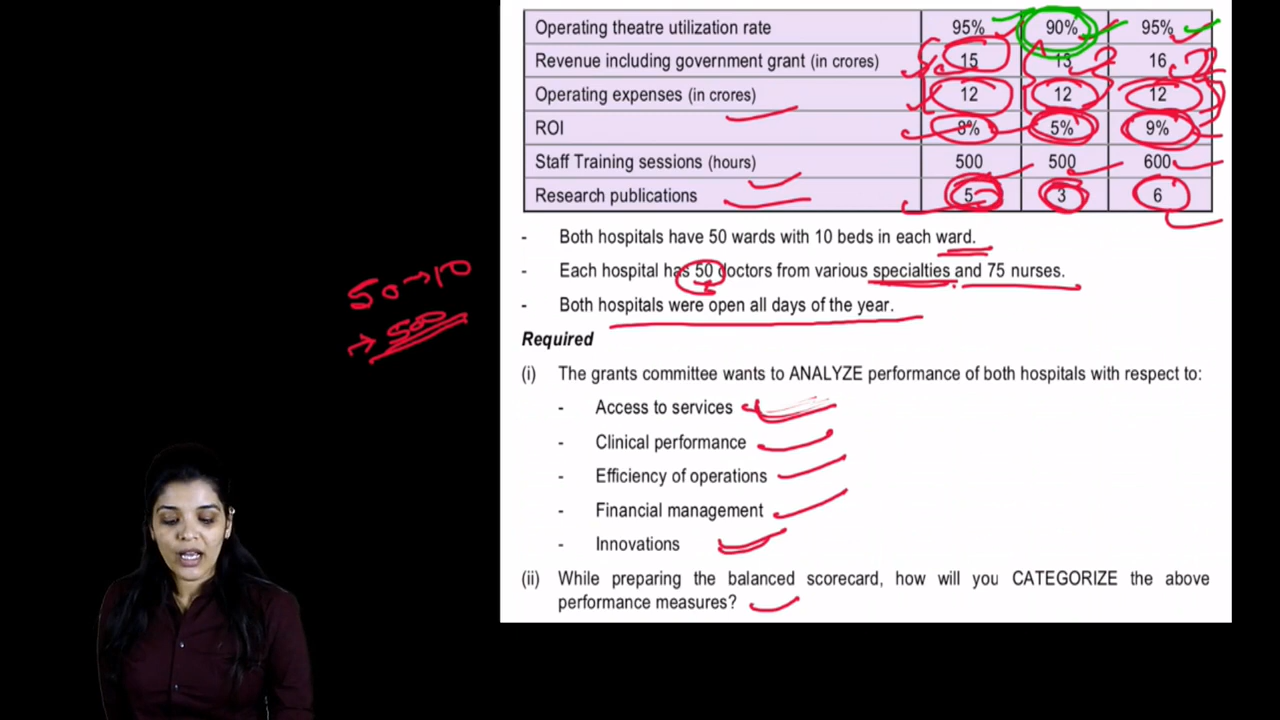 Operating theatre utilization rate 95% 90% 95%
Revenue including government grant (in crores) 15 13 16
Operating expenses (in crores) 12 12 12
ROI 8% 5% 9%
Staff Training sessions (hours) 500 500 600
Research publications 5 3 6
- Both hospitals have 50 wards with 10 beds in each ward.
- Each hospital has 50 doctors from various specialties and 75 nurses.
- Both hospitals were open all days of the year.
50 → 10
→ 500
Required
(i) The grants committee wants to ANALYZE performance of both hospitals with respect to:
- Access to services
- Clinical performance
- Efficiency of operations
- Financial management
- Innovations
(ii) While preparing the balanced scorecard, how will you CATEGORIZE the above
performance measures?